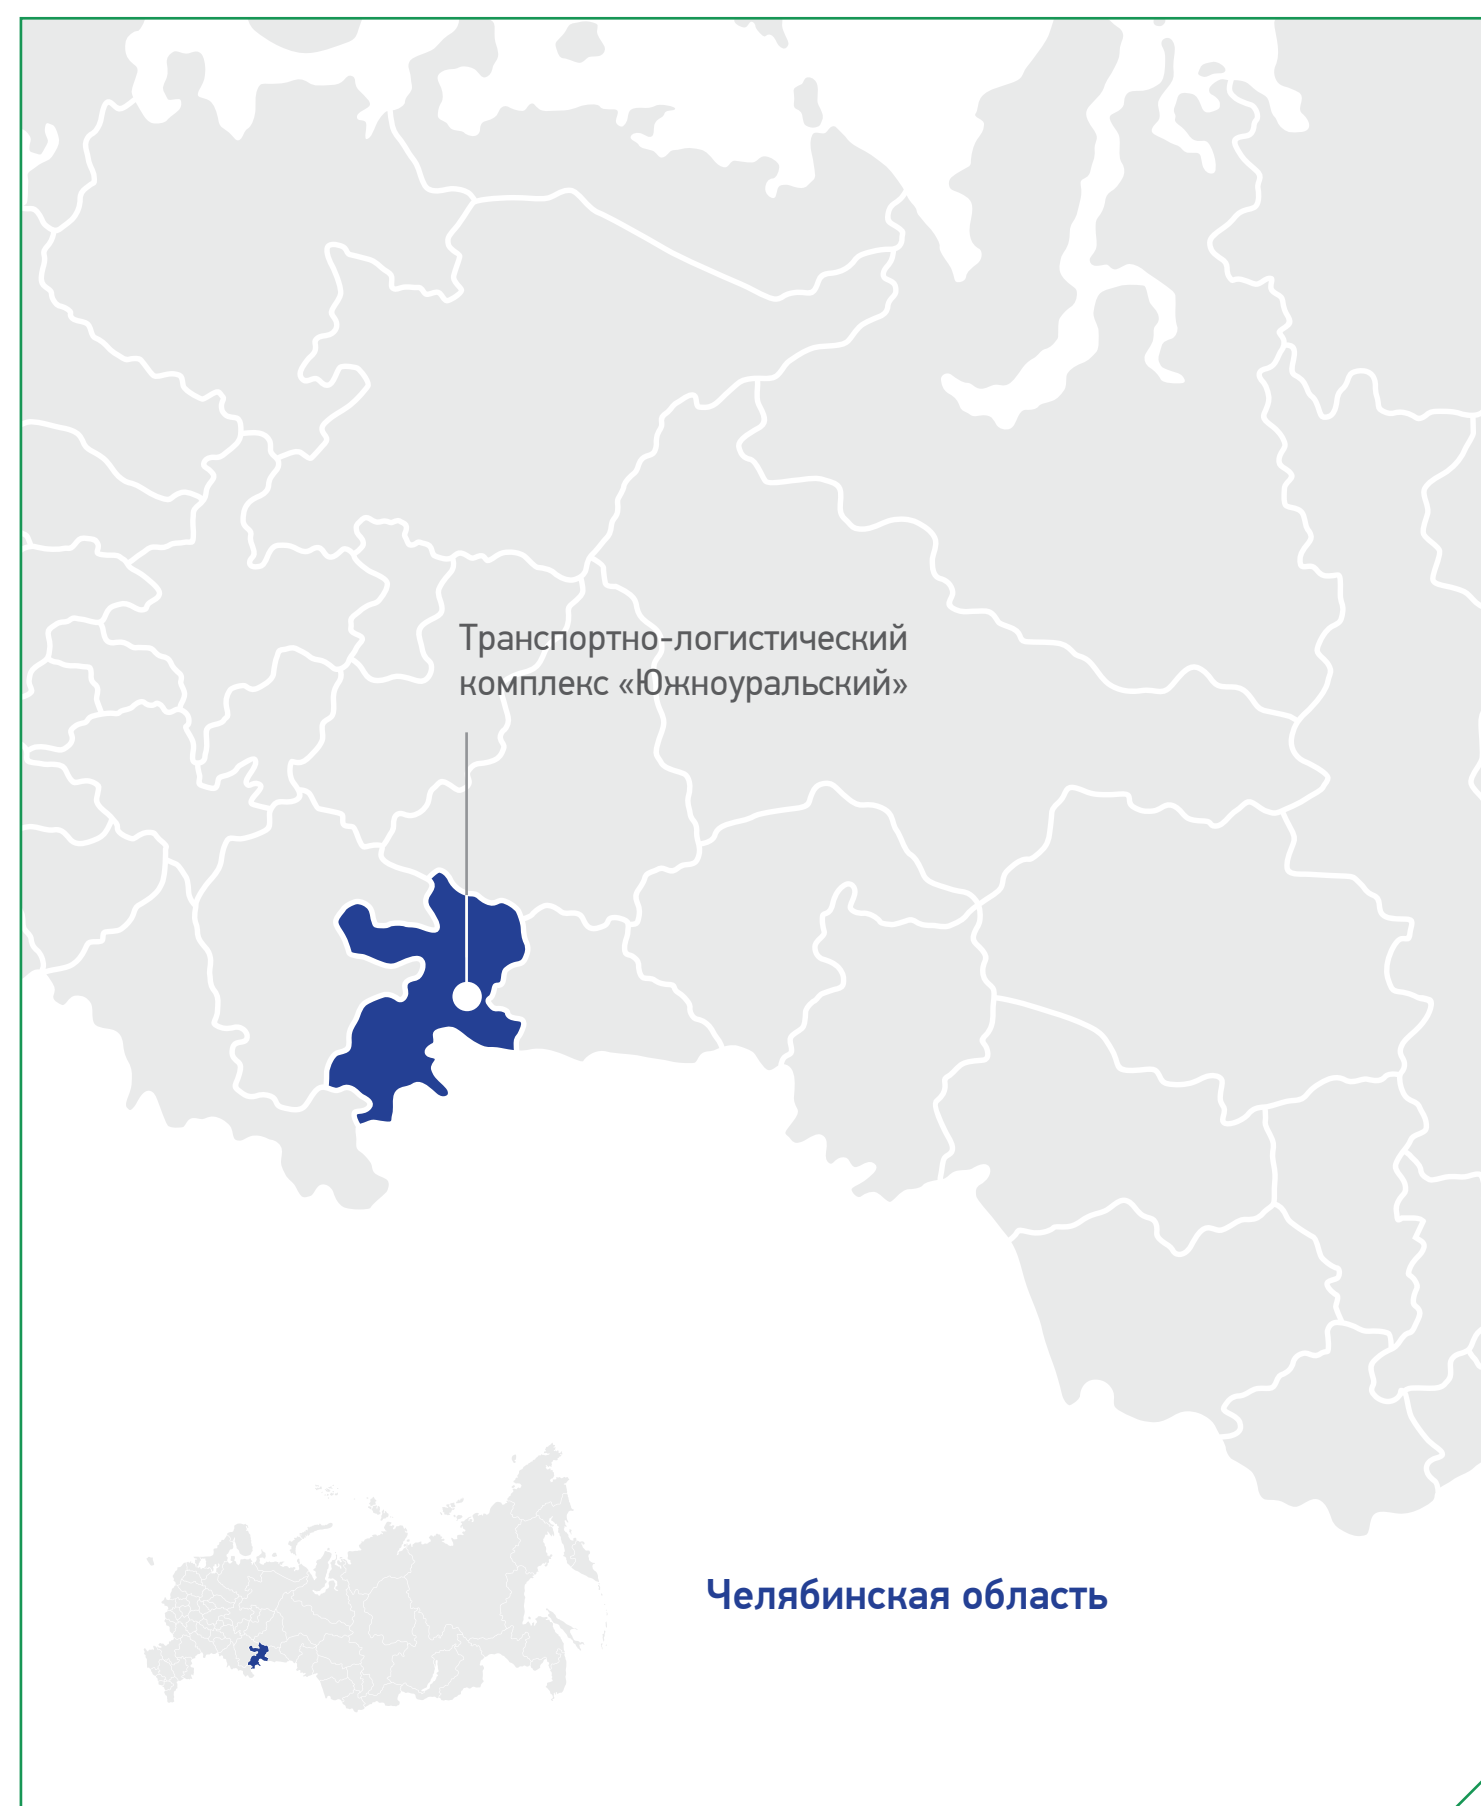 Транспортно-логистический
комплекс «Южноуральский»
Челябинская область